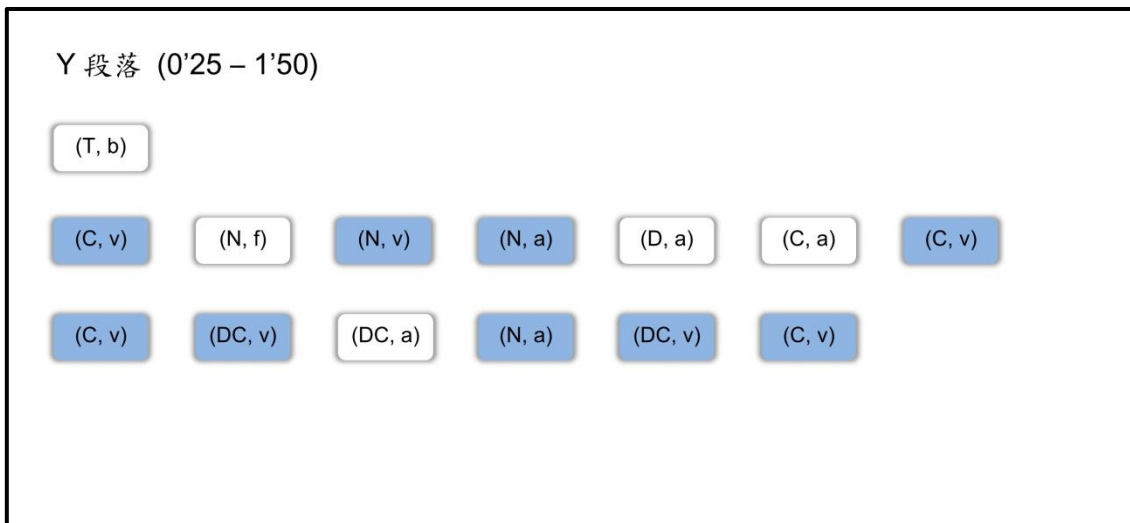 Y 段落 (0’25 – 1’50)
(T, b)
(C, v) (N, f) (N, v) (N, a) (D, a) (C, a) (C, v)
(C, v) (DC, v) (DC, a) (N, a) (DC, v) (C, v)